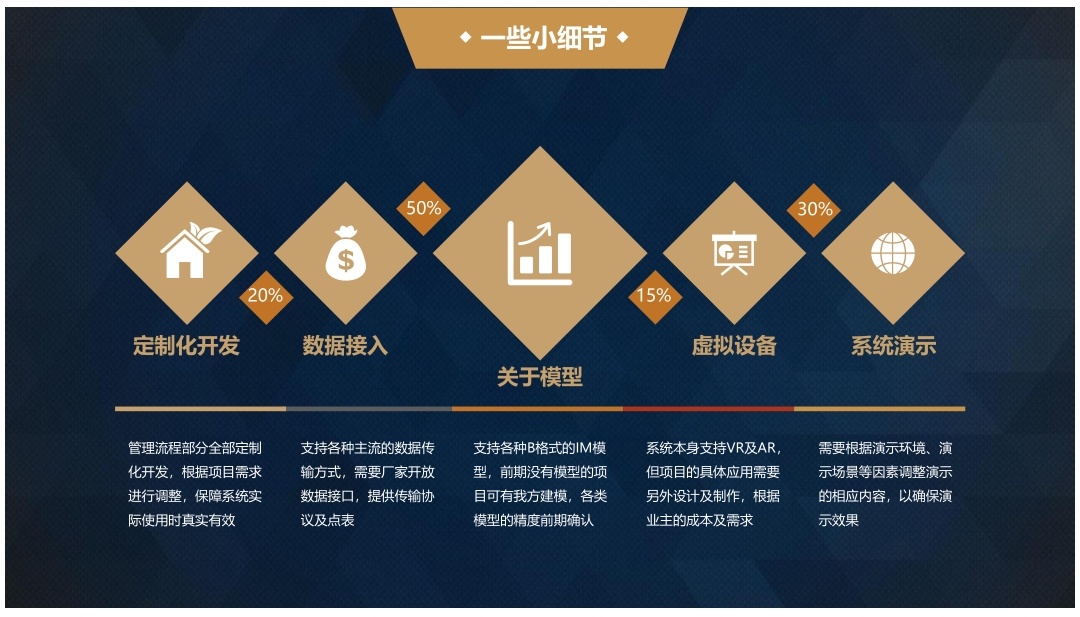 一些小细节
50%
30%
$
20%
15%
定制化开发
数据接入
关于模型
虚拟设备
系统演示
管理流程部分全部定制
化开发，根据项目需求
进行调整，保障系统实
际使用时真实有效
支持各种主流的数据传
输方式，需要厂家开放
数据接口，提供传输协
议及点表
支持各种B格式的IM模
型，前期没有模型的项
目可有我方建模，各类
模型的精度前期确认
系统本身支持VR及AR，
但项目的具体应用需要
另外设计及制作，根据
业主的成本及需求
需要根据演示环境、演
示场景等因素调整演示
的相应内容，以确保演
示效果